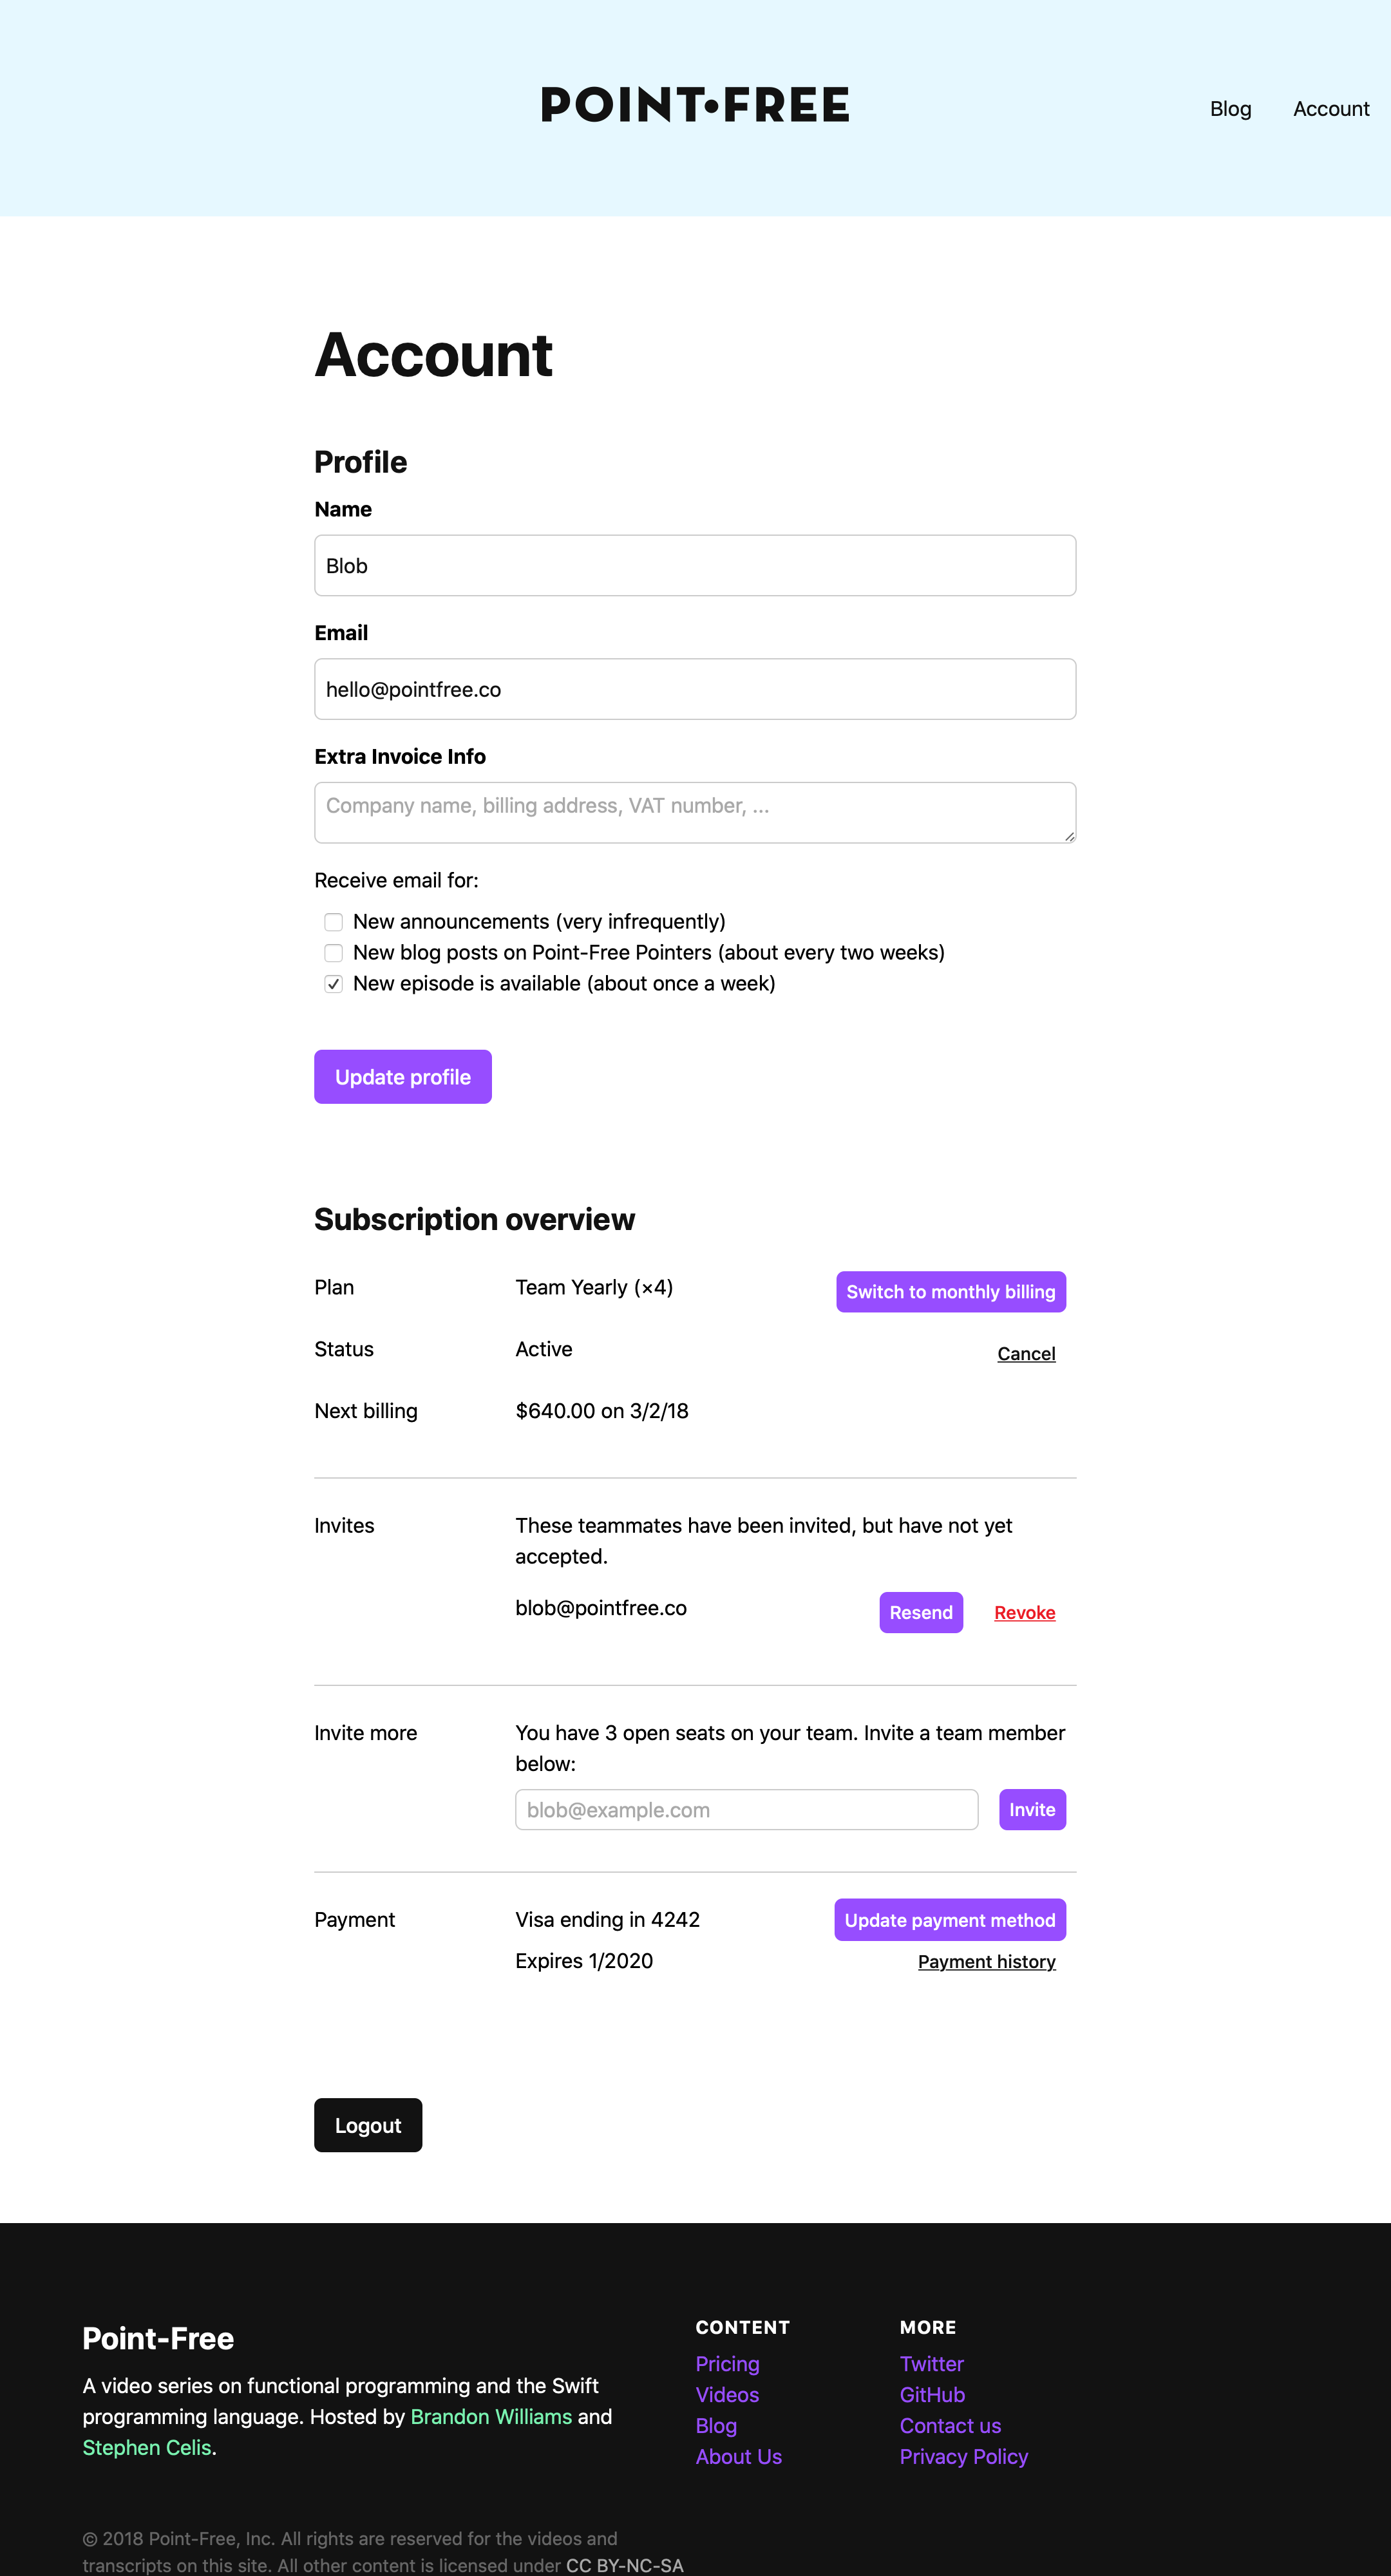 POINT•FREE
Blog
Account
Account
Profile
Name
Blob
Email
hello@pointfree.co
Extra Invoice Info
Company name, billing address, VAT number, ...
Receive email for:
New announcements (very infrequently)
New blog posts on Point-Free Pointers (about every two weeks)
New episode is available (about once a week)
Update profile
Subscription overview
Plan
Team Yearly (×4)
Switch to monthly billing
Status
Active
Cancel
Next billing
$640.00 on 3/2/18
Invites
These teammates have been invited, but have not yet
accepted.
blob@pointfree.co
Resend
Revoke
Invite more
You have 3 open seats on your team. Invite a team member
below:
blob@example.com
Invite
Payment
Visa ending in 4242
Update payment method
Expires 1/2020
Payment history
Logout
Point-Free
A video series on functional programming and the Swift
programming language. Hosted by Brandon Williams and
Stephen Celis.
CONTENT
Pricing
Videos
Blog
About Us
MORE
Twitter
GitHub
Contact us
Privacy Policy
© 2018 Point-Free, Inc. All rights are reserved for the videos and
transcripts on this site. All other content is licensed under CC BY-NC-SA